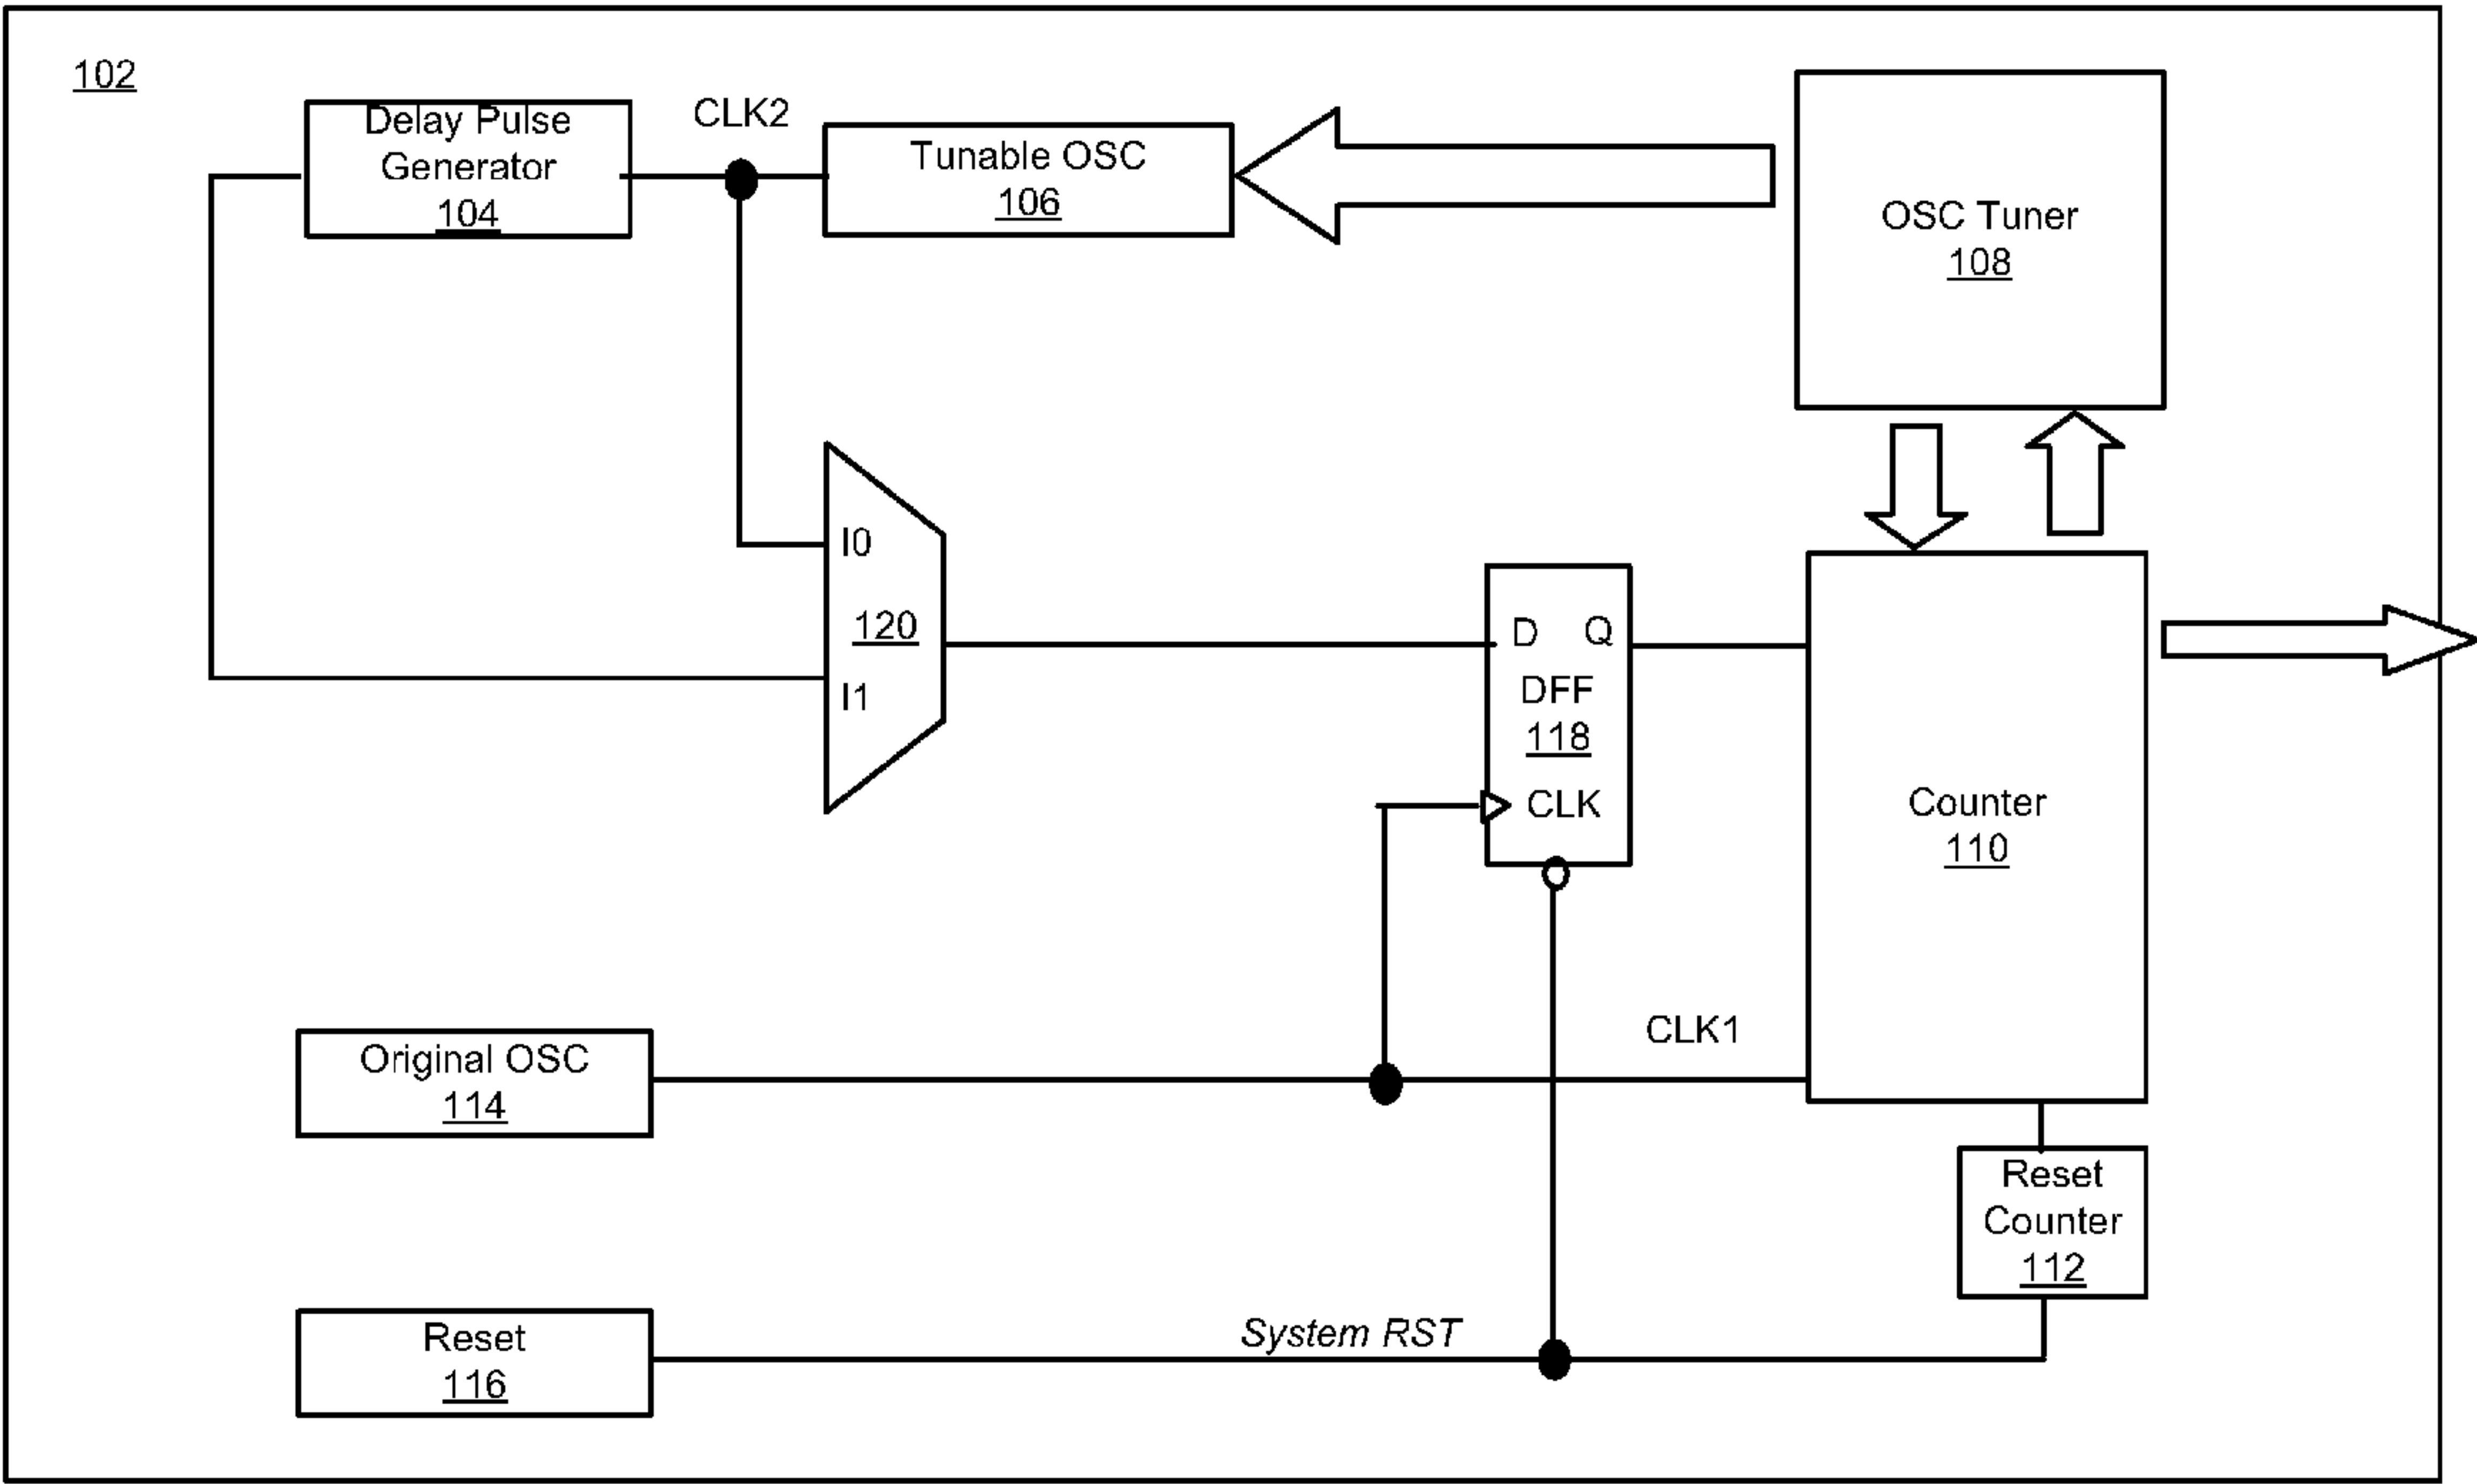 102
Delay Pulse
Generator
104
CLK2
Tunable OSC
106
OSC Tuner
108
I0
120
I1
D Q
DFF
118
CLK
Counter
110
Original OSC
114
CLK1
Reset
Counter
112
Reset
116
System RST